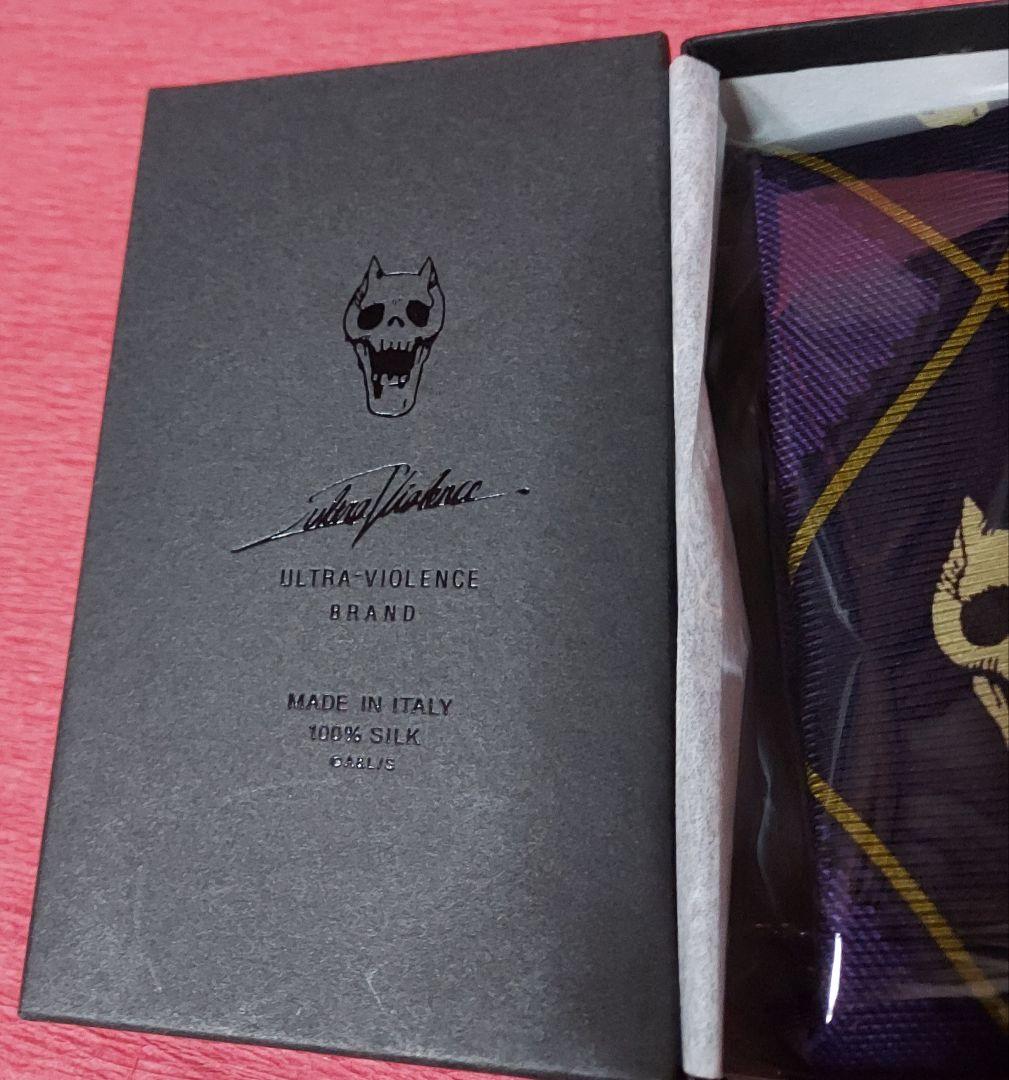 Ultra Violence
ULTRA-VIOLENCE
BRAND
MADE IN ITALY
100% SILK
©A&L/S